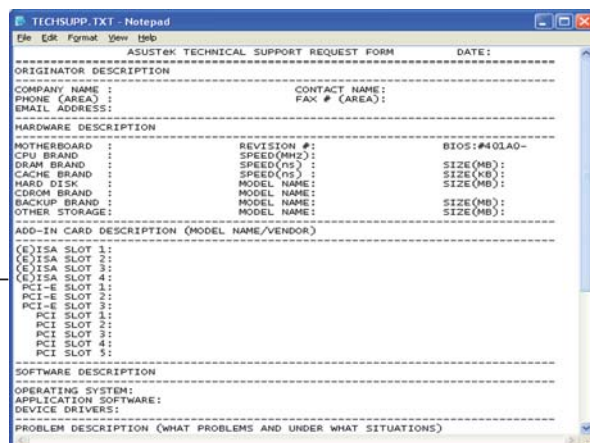 TECHSUPP.TXT - Notepad
File Edit Format View Help
ASUSTeK TECHNICAL SUPPORT REQUEST FORM DATE:
ORIGINATOR DESCRIPTION
COMPANY NAME : CONTACT NAME:
PHONE (AREA) : FAX # (AREA):
EMAIL ADDRESS:
HARDWARE DESCRIPTION
MOTHERBOARD : REVISION #: BIOS:#401A0-
CPU BRAND : SPEED(MHz):
DRAM BRAND : SPEED(ns) : SIZE(MB):
CACHE BRAND : SPEED(ns) : SIZE(KB):
HARD DISK : MODEL NAME: SIZE(MB):
CDROM BRAND : MODEL NAME:
BACKUP BRAND : MODEL NAME: SIZE(MB):
OTHER STORAGE: MODEL NAME: SIZE(MB):
ADD-IN CARD DESCRIPTION (MODEL NAME/VENDOR)
(E)ISA SLOT 1:
(E)ISA SLOT 2:
(E)ISA SLOT 3:
(E)ISA SLOT 4:
PCI-E SLOT 1:
PCI-E SLOT 2:
PCI-E SLOT 3:
PCI SLOT 1:
PCI SLOT 2:
PCI SLOT 3:
PCI SLOT 4:
PCI SLOT 5:
SOFTWARE DESCRIPTION
OPERATING SYSTEM:
APPLICATION SOFTWARE:
DEVICE DRIVERS:
PROBLEM DESCRIPTION (WHAT PROBLEMS AND UNDER WHAT SITUATIONS)